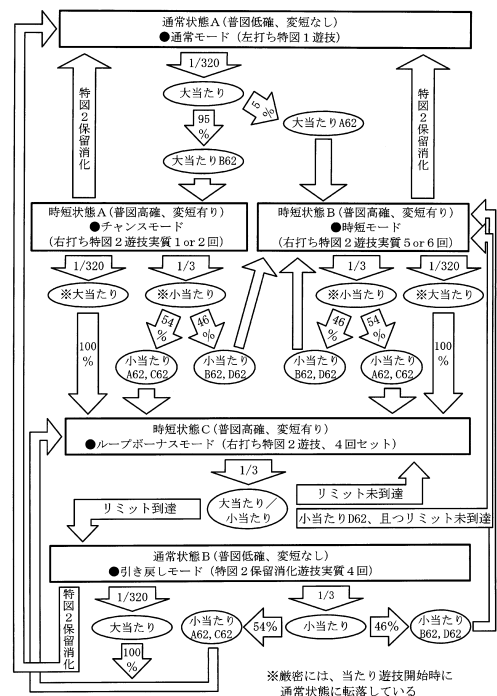 通常状態A（普図低確、変短なし）
●通常モード（左打ち特図1遊技）
1/320
大当たり
5%
95%
大当たりA62
大当たりB62
特図2保留消化
特図2保留消化
時短状態A（普図高確、変短有り）
●チャンスモード
（右打ち特図2遊技実質1or2回）
時短状態B（普図高確、変短有り）
●時短モード
（右打ち特図2遊技実質5or6回）
1/320
1/3
1/3
1/320
※大当たり
※小当たり
※小当たり
※大当たり
54%
46%
46%
54%
100%
100%
小当たり
A62,C62
小当たり
B62,D62
小当たり
B62,D62
小当たり
A62,C62
時短状態C（普図高確、変短有り）
●ループボーナスモード（右打ち特図2遊技、4回セット）
1/3
大当たり／
小当たり
リミット到達
リミット未到達
小当たりD62、且つリミット未到達
通常状態B（普図低確、変短なし）
●引き戻しモード（特図2保留消化遊技実質4回）
特図2保留消化
1/320
1/3
大当たり
小当たり
A62,C62
54%
小当たり
46%
小当たり
B62,D62
100%
※厳密には、当たり遊技開始時に
通常状態に転落している